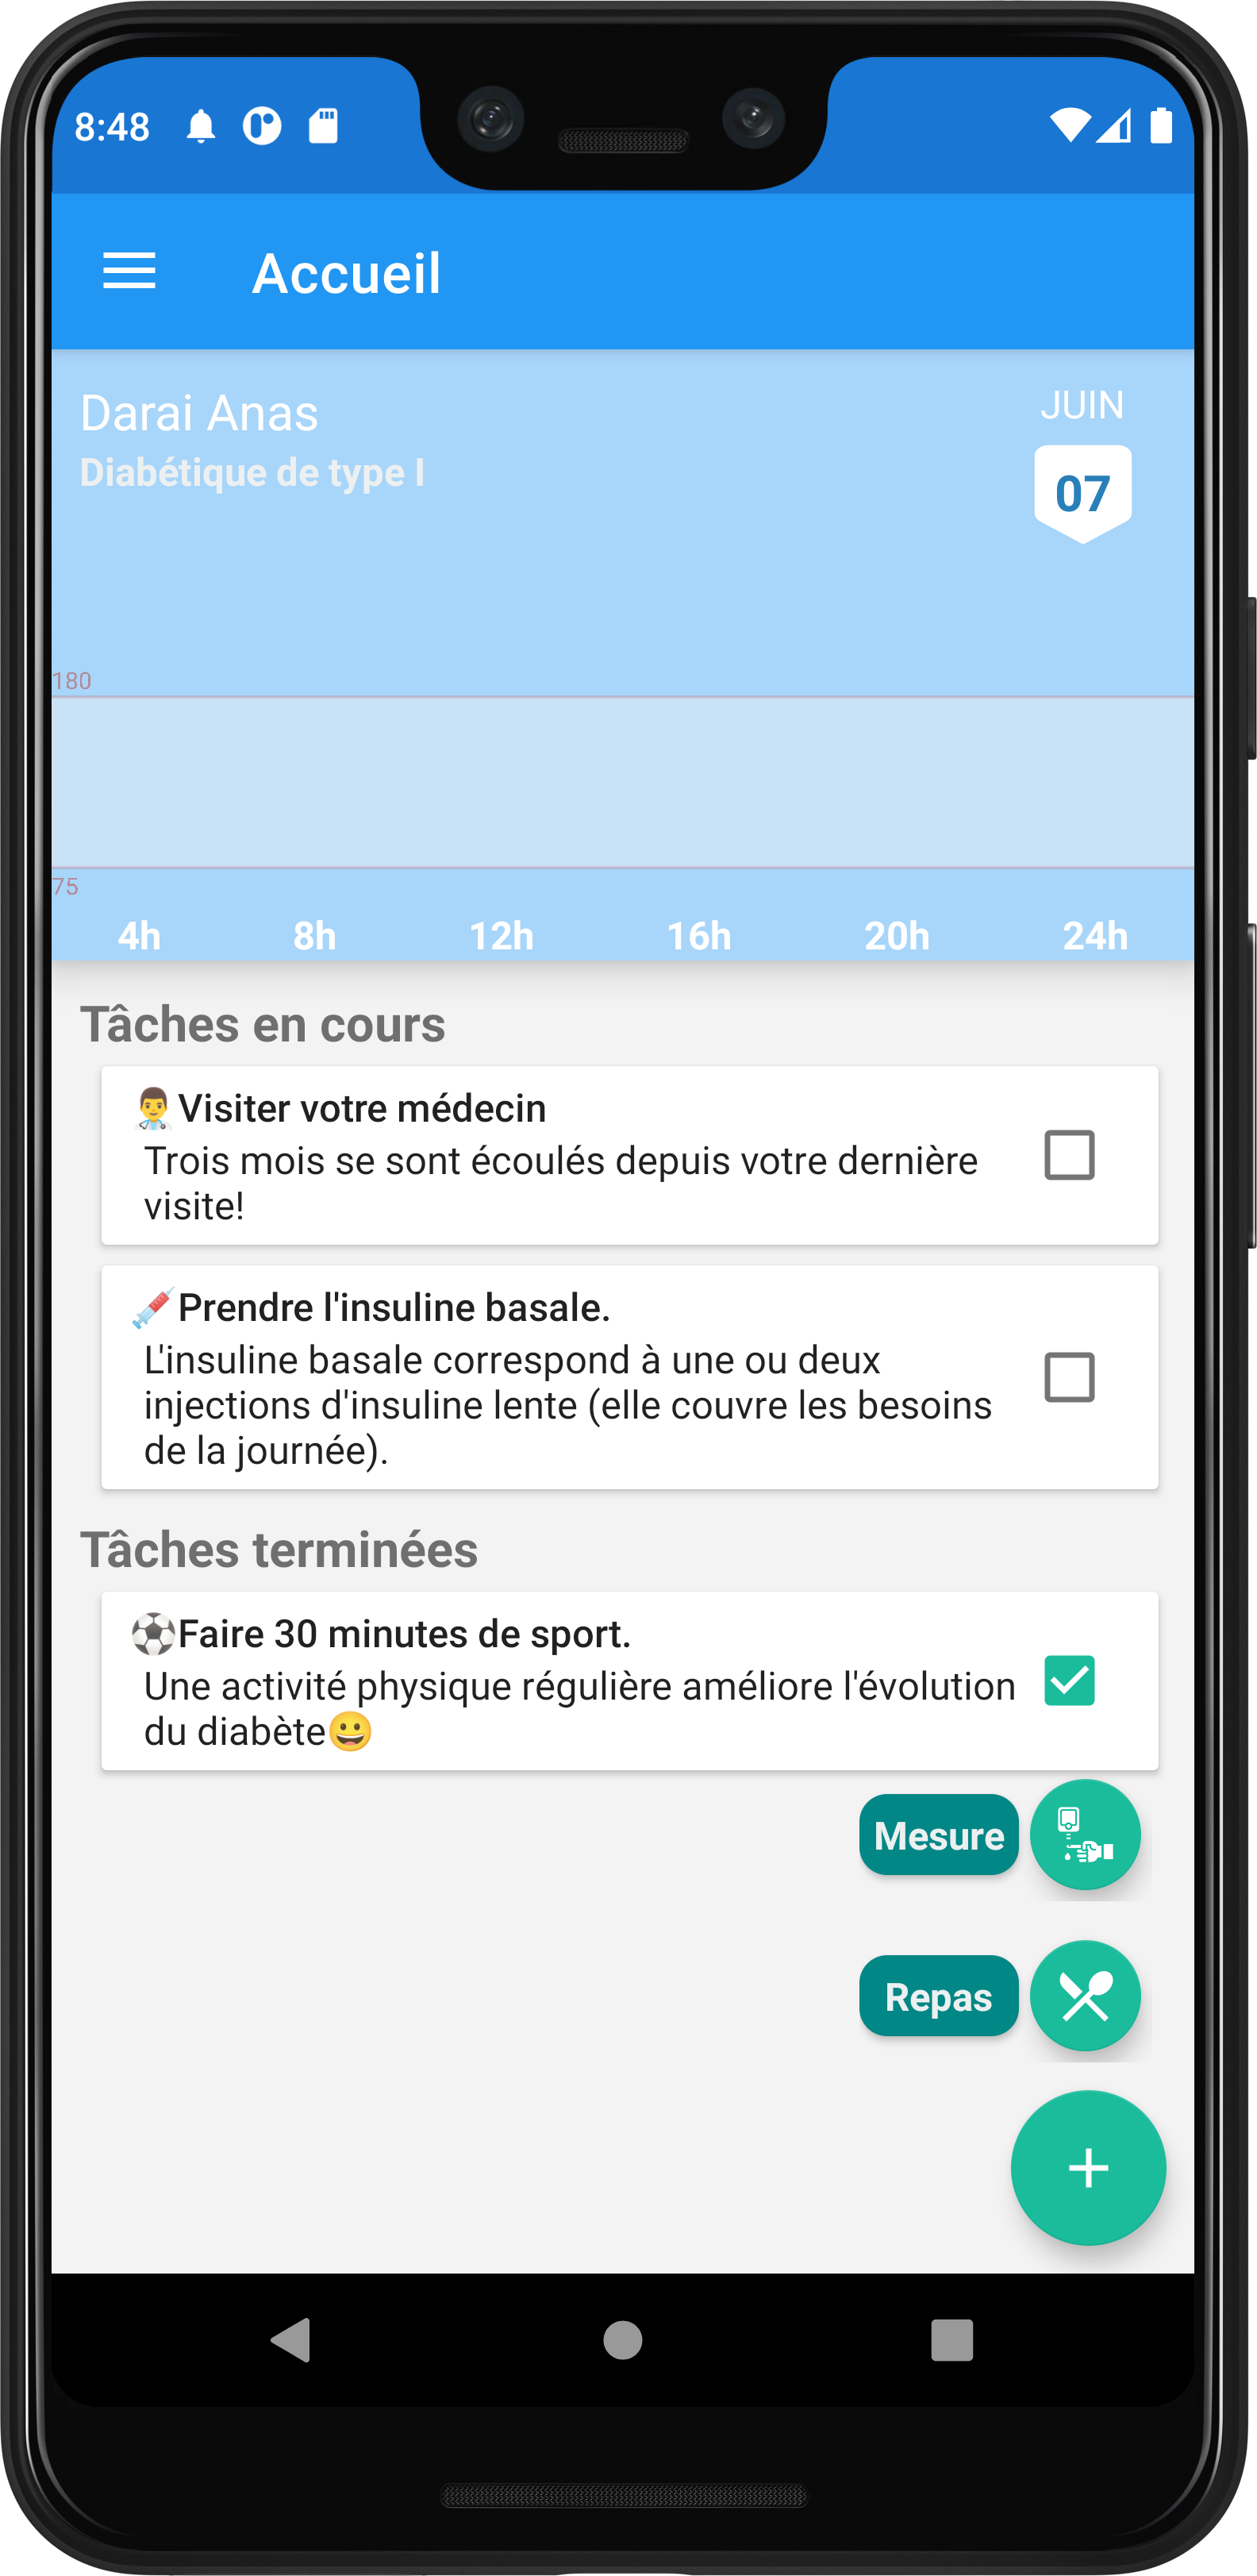 8:48
Accueil
Darai Anas
JUIN
Diabétique de type I
07
180
75
4h 8h 12h 16h 20h 24h
Tâches en cours
👨‍⚕️Visiter votre médecin
Trois mois se sont écoulés depuis votre dernière
visite!
💉Prendre l'insuline basale.
L'insuline basale correspond à une ou deux
injections d'insuline lente (elle couvre les besoins
de la journée).
Tâches terminées
⚽Faire 30 minutes de sport.
Une activité physique régulière améliore l'évolution
du diabète😀
Mesure
Repas